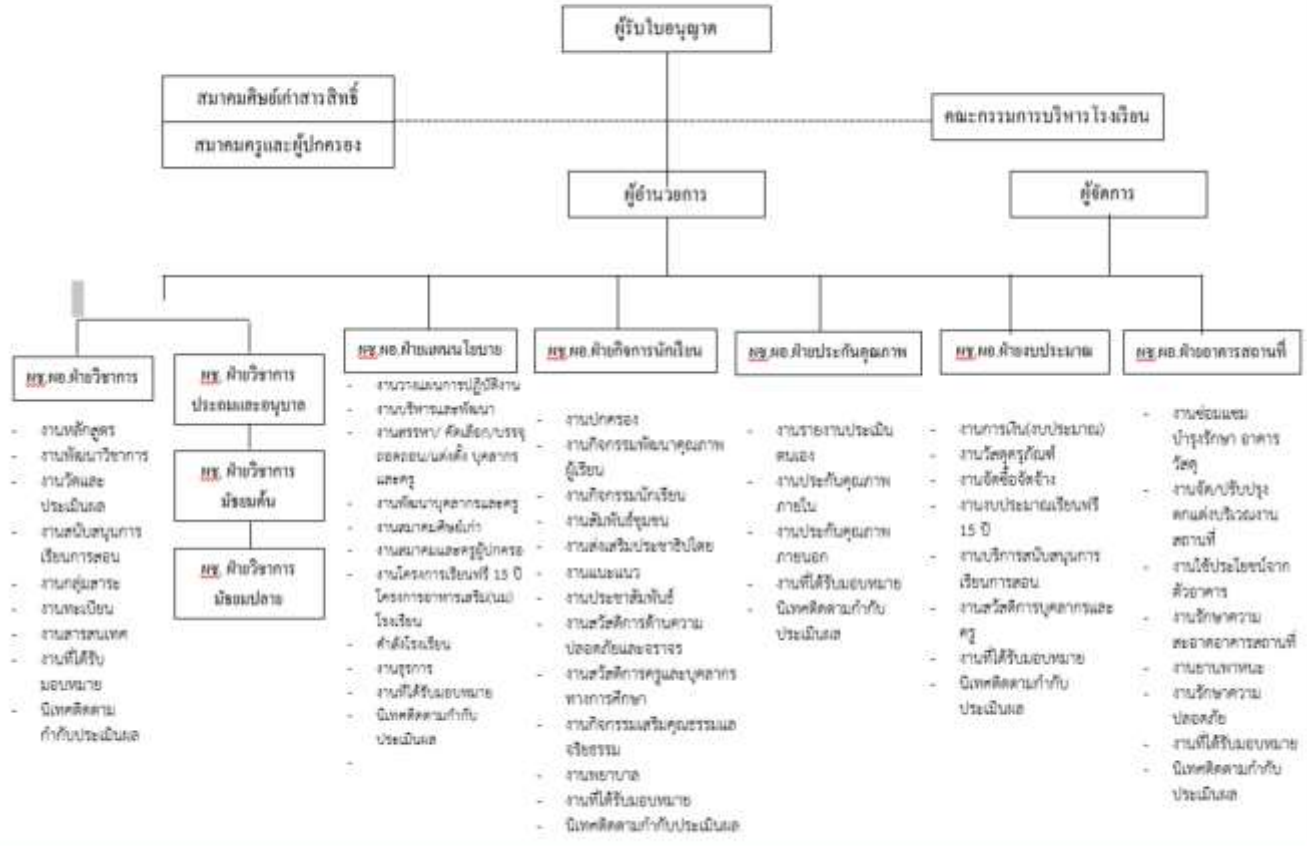 ผู้รับใบอนุญาต
สมาคมศิษย์เก่าสารสิทธิ์
สมาคมครูและผู้ปกครอง
คณะกรรมการบริหารโรงเรียน
ผู้อำนวยการ
ผู้จัดการ
ผช.ผอ.ฝ่ายวิชาการ
- งานหลักสูตร
- งานพัฒนาวิชาการ
- งานวัดและ
ประเมินผล
- งานสนับสนุนการ
เรียนการสอน
- งานกลุ่มสาระ
- งานทะเบียน
- งานสารสนเทศ
- งานที่ได้รับ
มอบหมาย
- นิเทศติดตาม
กำกับประเมินผล
ผช. ฝ่ายวิชาการ
ประถมและอนุบาล
ผช. ฝ่ายวิชาการ
มัธยมต้น
ผช. ฝ่ายวิชาการ
มัธยมปลาย
ผช.ผอ.ฝ่ายแผนนโยบาย
- งานวางแผนการปฏิบัติงาน
- งานบริหารและพัฒนา
- งานสรรหา/ คัดเลือก/บรรจุ
ถอดถอน/แต่งตั้ง บุคลากร
และครู
- งานพัฒนาบุคลากรและครู
- งานสมาคมศิษย์เก่า
- งานสมาคมและครูผู้ปกครอ
- งานโครงการเรียนฟรี 15 ปี
โครงการอาหารเสริม(นม)
โรงเรียน
- คำสั่งโรงเรียน
- งานธุรการ
- งานที่ได้รับมอบหมาย
- นิเทศติดตามกำกับ
ประเมินผล
-
ผช.ผอ.ฝ่ายกิจการนักเรียน
- งานปกครอง
- งานกิจกรรมพัฒนาคุณภาพ
ผู้เรียน
- งานกิจกรรมนักเรียน
- งานสัมพันธ์ชุมชน
- งานส่งเสริมประชาธิปไตย
- งานแนะแนว
- งานประชาสัมพันธ์
- งานสวัสดิการด้านความ
ปลอดภัยและจราจร
- งานสวัสดิการครูและบุคลากร
ทางการศึกษา
- งานกิจกรรมเสริมคุณธรรมแล
จริยธรรม
- งานพยาบาล
- งานที่ได้รับมอบหมาย
- นิเทศติดตามกำกับประเมินผล
ผช.ผอ.ฝ่ายประกันคุณภาพ
- งานรายงานประเมิน
ตนเอง
- งานประกันคุณภาพ
ภายใน
- งานประกันคุณภาพ
ภายนอก
- งานที่ได้รับมอบหมาย
- นิเทศติดตามกำกับ
ประเมินผล
ผช.ผอ.ฝ่ายงบประมาณ
- งานการเงิน(งบประมาณ)
- งานวัสดุครุภัณฑ์
- งานจัดซื้อจัดจ้าง
- งานงบประมาณเรียนฟรี
15 ปี
- งานบริการสนับสนุนการ
เรียนการสอน
- งานสวัสดิการบุคลากรและ
ครู
- งานที่ได้รับมอบหมาย
- นิเทศติดตามกำกับ
ประเมินผล
ผช.ผอ.ฝ่ายอาคารสถานที่
- งานซ่อมแซม
บำรุงรักษา อาคาร
วัสดุ
- งานจัด/ปรับปรุง
ตกแต่งบริเวณงาน
สถานที่
- งานใช้ประโยชน์จาก
ตัวอาคาร
- งานรักษาความ
สะอาดอาคารสถานที่
- งานยานพาหนะ
- งานรักษาความ
ปลอดภัย
- งานที่ได้รับมอบหมาย
- นิเทศติดตามกำกับ
ประเมินผล